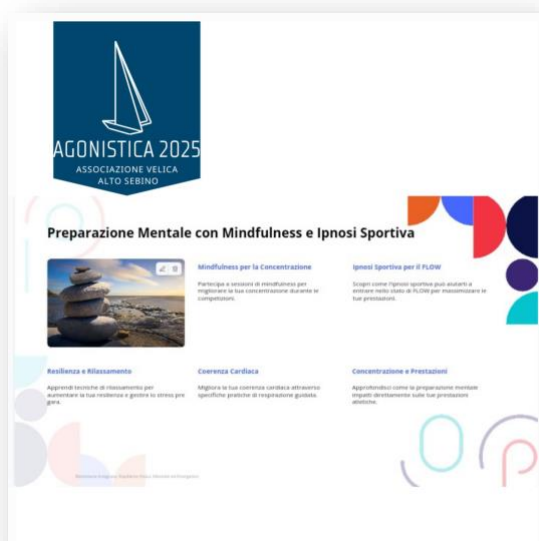 AGONISTICA 2025
ASSOCIAZIONE VELICA
ALTO SEBINO
Preparazione Mentale con Mindfulness e Ipnosi Sportiva
Mindfulness per la Concentrazione
Partecipa a sessioni di mindfulness per
migliorare la tua concentrazione durante le
competizioni.
Ipnosi Sportiva per il FLOW
Scopri come l'ipnosi sportiva può aiutarti a
entrare nello stato di FLOW per massimizzare le
tue prestazioni.
Resilienza e Rilassamento
Apprendi tecniche di rilassamento per
aumentare la tua resilienza e gestire lo stress pre
gara.
Coerenza Cardiaca
Migliora la tua coerenza cardiaca attraverso
specifiche pratiche di respirazione guidata.
Concentrazione e Prestazioni
Approfondisci come la preparazione mentale
impatti direttamente sulle tue prestazioni
atletiche.